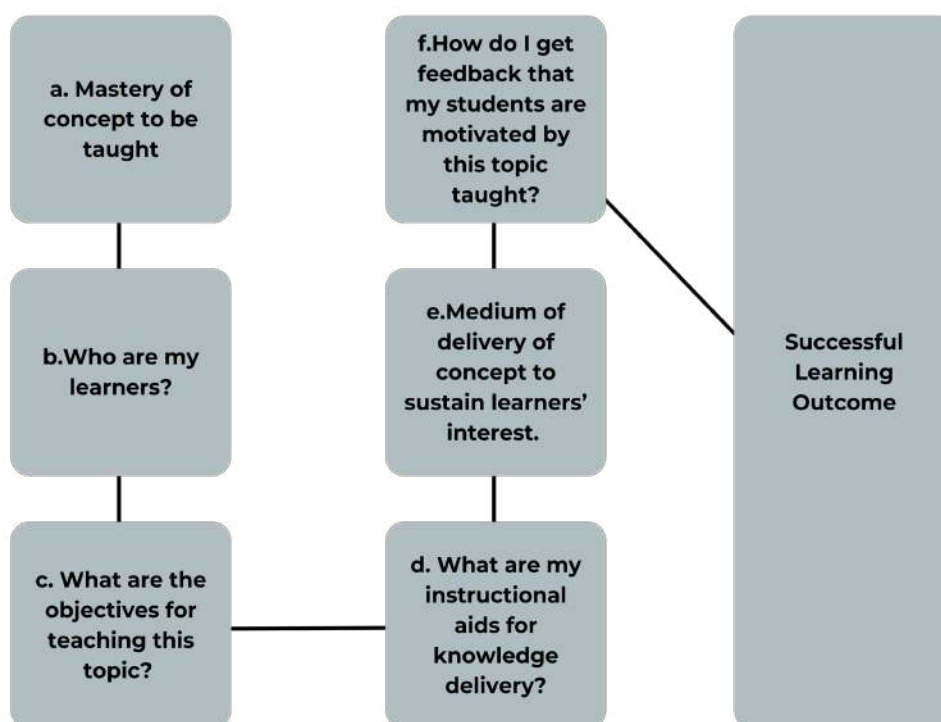 a. Mastery of
concept to be
taught
b.Who are my
learners?
c. What are the
objectives for
teaching this
topic?
d. What are my
instructional
aids for
knowledge
delivery?
e.Medium of
delivery of
concept to
sustain learners’
interest.
f.How do I get
feedback that
my students are
motivated by
this topic
taught?
Successful
Learning
Outcome